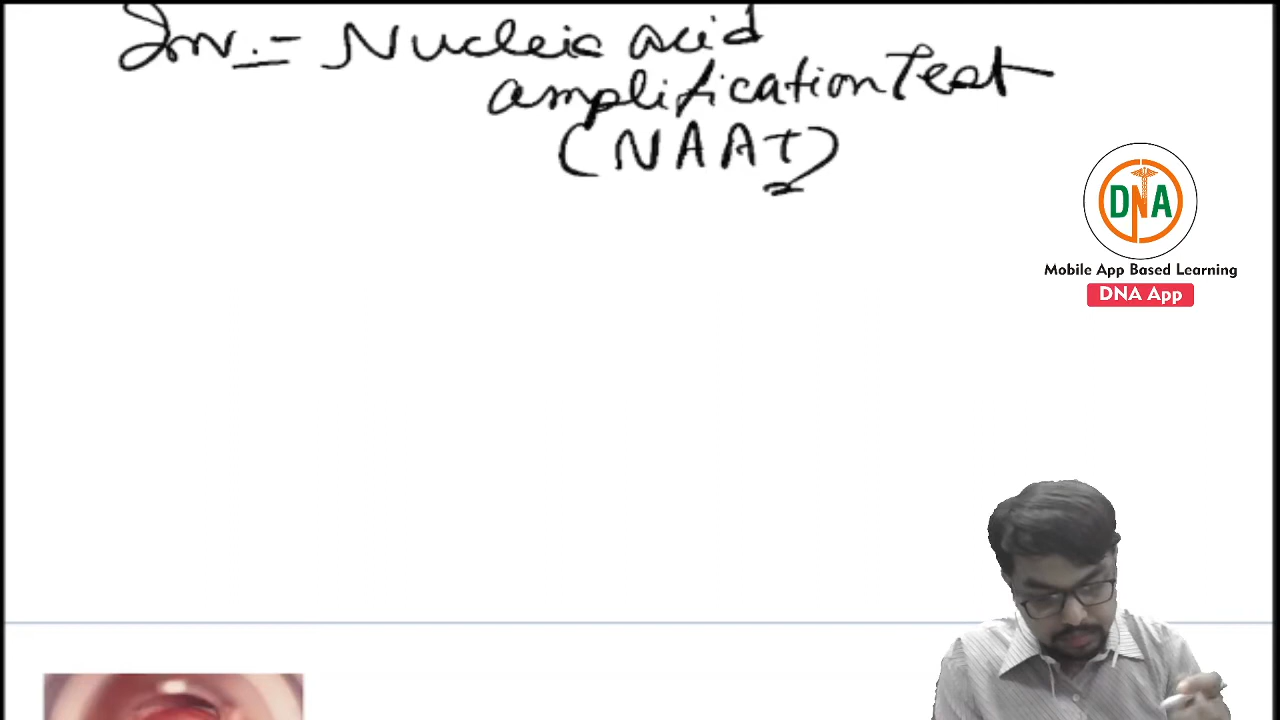 Inv. - Nucleic acid
amplification Test
(NAAT)
DNA
Mobile App Based Learning
DNA App